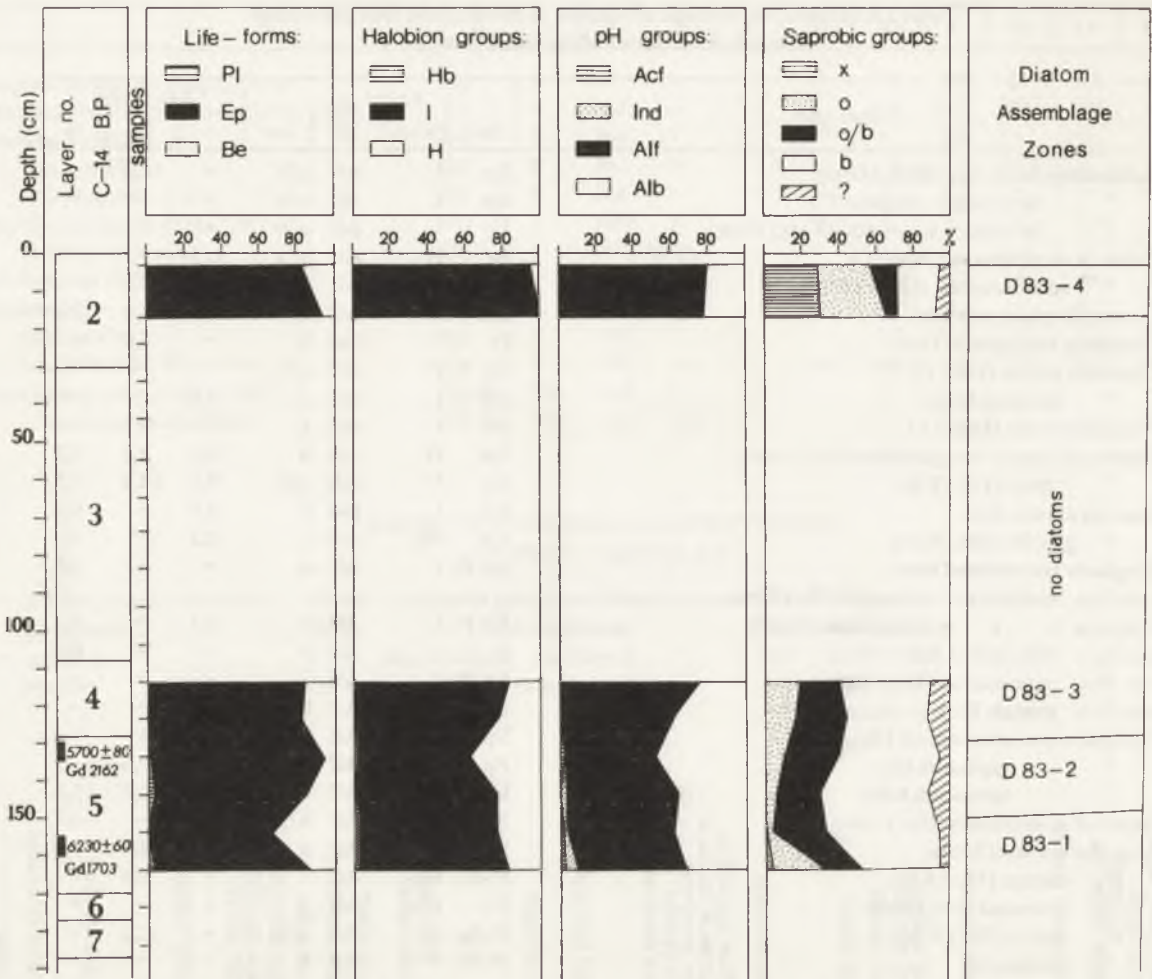 Depth (cm)
Layer no.
C-14 B.P
samples
Life-forms:
Pl
Ep
Be
Halobion groups:
Hb
I
H
pH groups:
Acf
Ind
Alf
Alb
Saprobic groups:
x
o
o/b
b
?
Diatom
Assemblage
Zones
20 40 60 80
20 40 60 80
20 40 60 80
20 40 60 80 %
0
50
100
150
2
3
4
5700±80
Gd 2162
5
6230±60
Gd1703
6
7
D 83-4
no diatoms
D 83-3
D 83-2
D 83-1